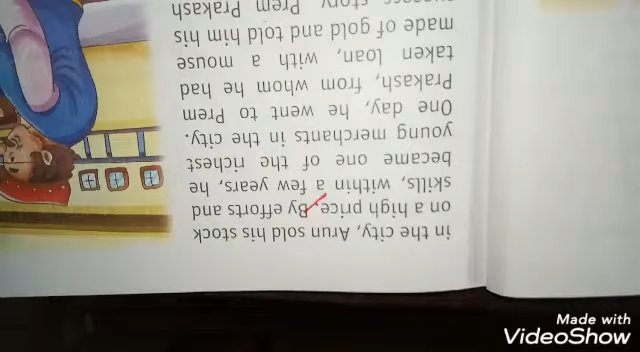 in the city, Arun sold his stock
on a high price. By efforts and
skills, within a few years, he
became one of the richest
young merchants in the city.
One day, he went to Prem
Prakash, from whom he had
taken loan, with a mouse
made of gold and told him his
success story. Prem Prakash
Made with
VideoShow